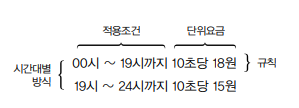 적용조건 단위요금
시간대별 방식 { 00시 ~ 19시까지 10초당 18원 } 규칙
19시 ~ 24시까지 10초당 15원